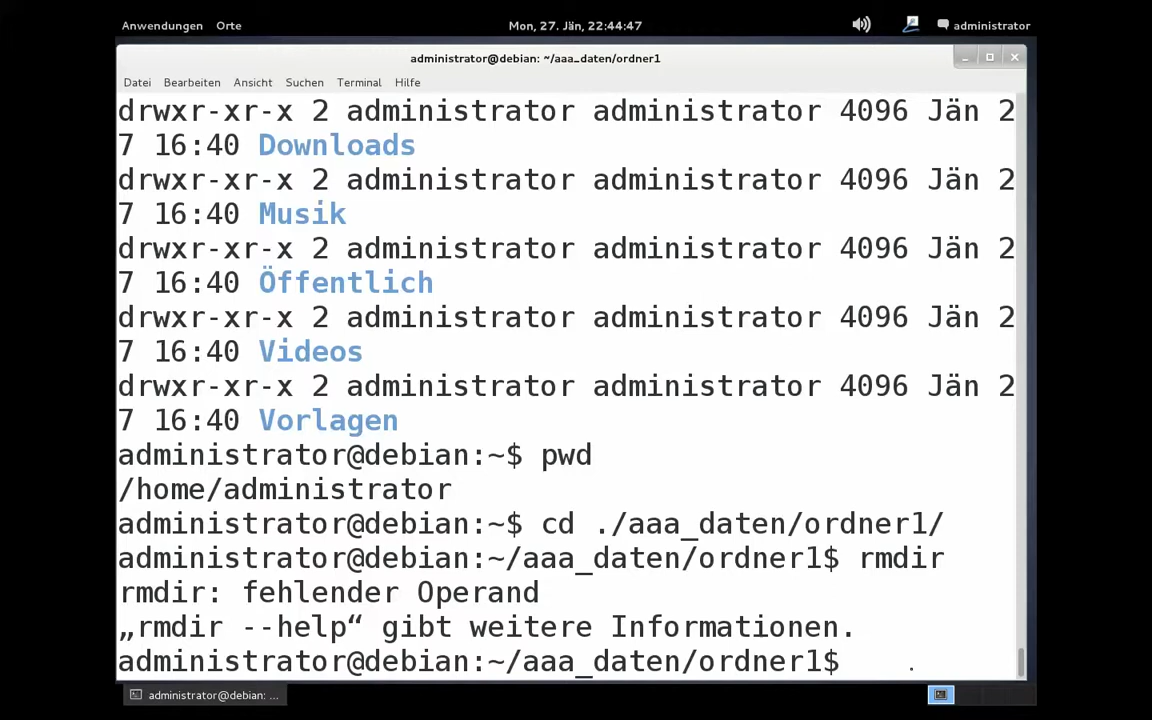 Anwendungen Orte Mon, 27. Jän, 22:44:47 administrator
administrator@debian: ~/aaa_daten/ordner1
Datei Bearbeiten Ansicht Suchen Terminal Hilfe
drwxr-xr-x 2 administrator administrator 4096 Jän 2
7 16:40 Downloads
drwxr-xr-x 2 administrator administrator 4096 Jän 2
7 16:40 Musik
drwxr-xr-x 2 administrator administrator 4096 Jän 2
7 16:40 Öffentlich
drwxr-xr-x 2 administrator administrator 4096 Jän 2
7 16:40 Videos
drwxr-xr-x 2 administrator administrator 4096 Jän 2
7 16:40 Vorlagen
administrator@debian:~$ pwd
/home/administrator
administrator@debian:~$ cd ./aaa_daten/ordner1/
administrator@debian:~/aaa_daten/ordner1$ rmdir
rmdir: fehlender Operand
„rmdir --help“ gibt weitere Informationen.
administrator@debian:~/aaa_daten/ordner1$
administrator@debian: ...